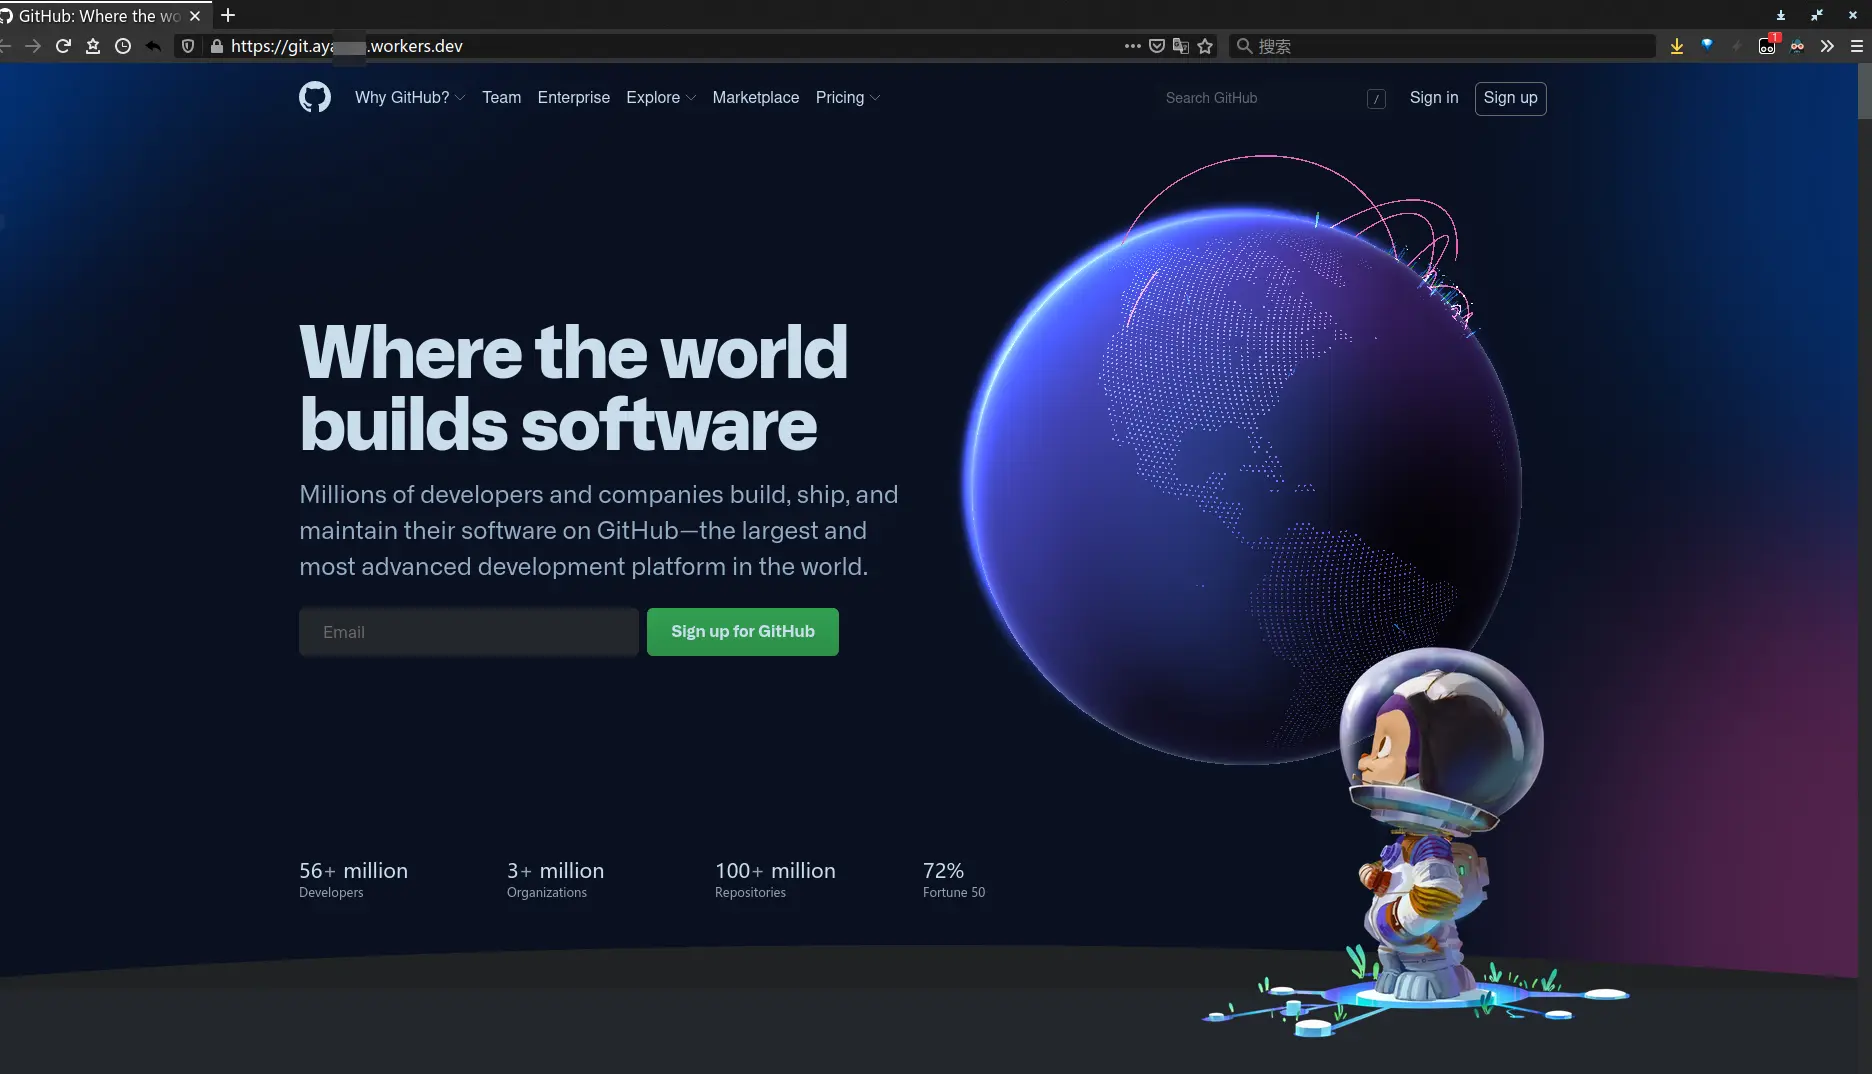 GitHub: Where the wo
https://git.aya .workers.dev
搜索
1
Why GitHub? Team Enterprise Explore Marketplace Pricing
Search GitHub /
Sign in Sign up
Where the world
builds software
Millions of developers and companies build, ship, and
maintain their software on GitHub—the largest and
most advanced development platform in the world.
Email
Sign up for GitHub
56+ million
Developers
3+ million
Organizations
100+ million
Repositories
72%
Fortune 50